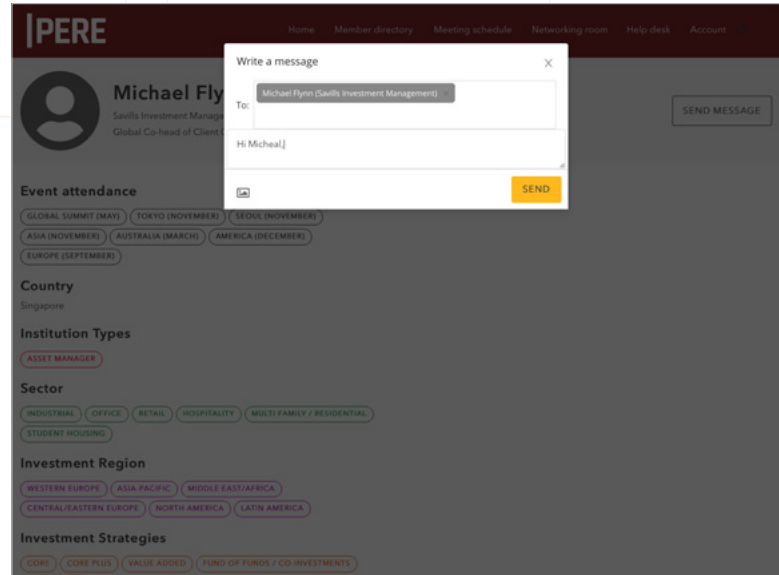 PERE
Home Member directory Meeting schedule Networking room Help desk Account
Write a message
Michael Fly
Savills Investment Manage
Global Co-head of Client
To: Michael Flynn (Savills Investment Management)
SEND MESSAGE
Hi Micheal,
SEND
Event attendance
GLOBAL SUMMIT (MAY) TOKYO (NOVEMBER) SEOUL (NOVEMBER)
ASIA (NOVEMBER) AUSTRALIA (MARCH) AMERICA (DECEMBER)
EUROPE (SEPTEMBER)
Country
Singapore
Institution Types
ASSET MANAGER
Sector
INDUSTRIAL OFFICE RETAIL HOSPITALITY MULTI FAMILY / RESIDENTIAL
STUDENT HOUSING
Investment Region
WESTERN EUROPE ASIA-PACIFIC MIDDLE EAST/AFRICA
CENTRAL/EASTERN EUROPE NORTH AMERICA LATIN AMERICA
Investment Strategies
CORE CORE PLUS VALUE ADDED FUND OF FUNDS / CO-INVESTMENTS